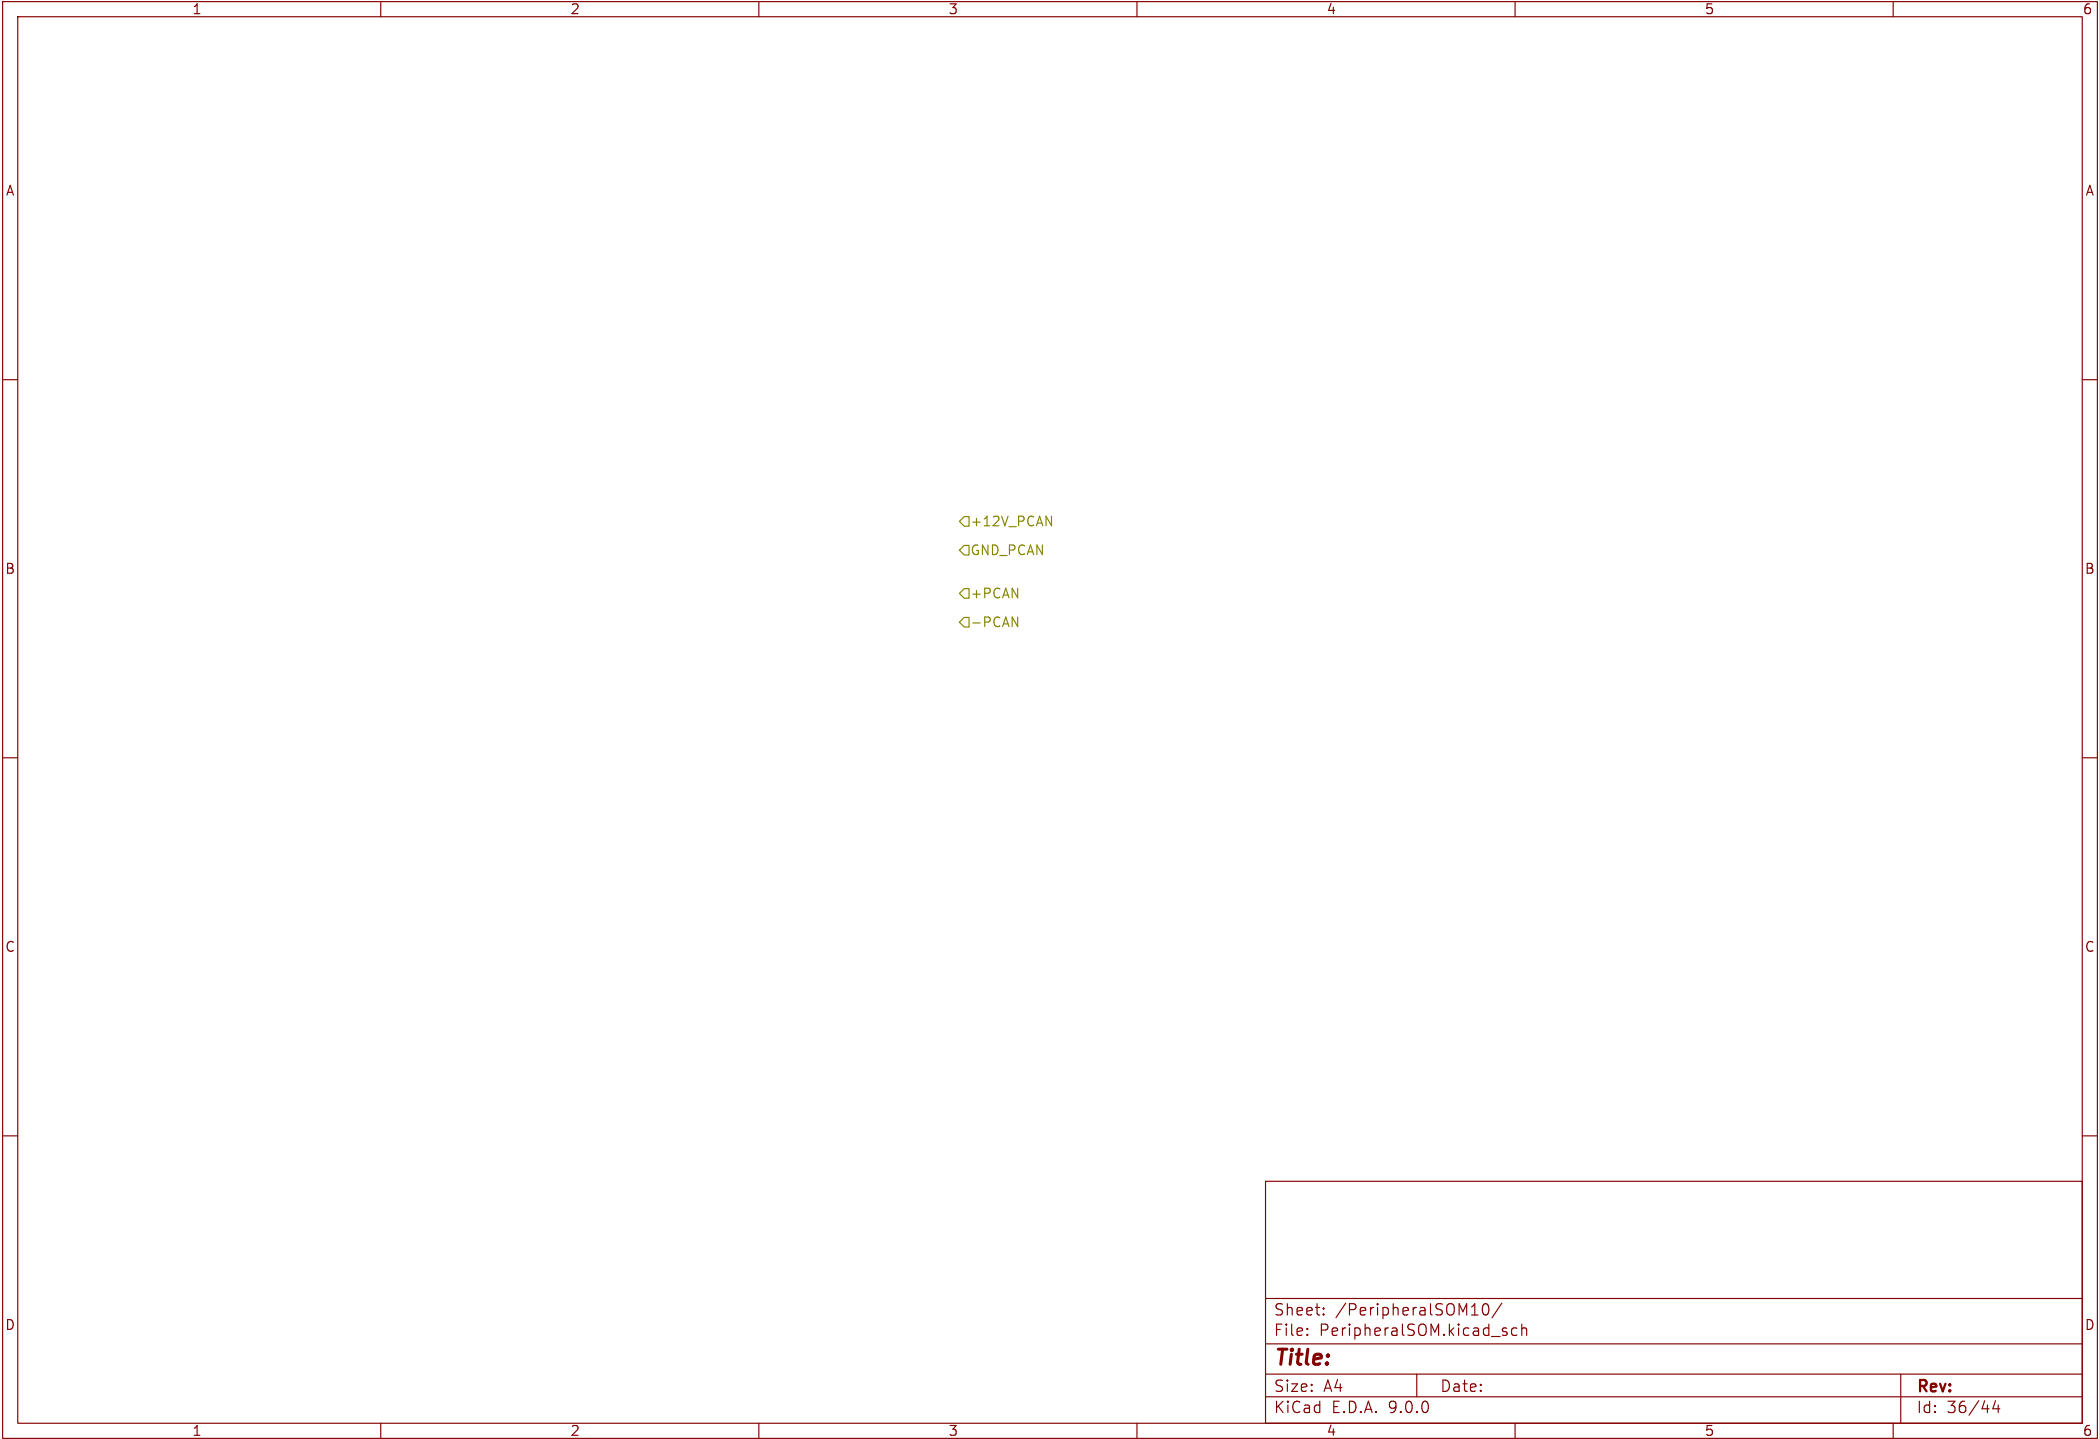 1 2 3 4 5 6
A A
+12V_PCAN
GND_PCAN
B B
+PCAN
-PCAN
C C
Sheet: /PeripheralSOM10/
D D
File: PeripheralSOM.kicad_sch
Title:
Size: A4 Date: Rev:
KiCad E.D.A. 9.0.0 Id: 36/44
1 2 3 4 5 6